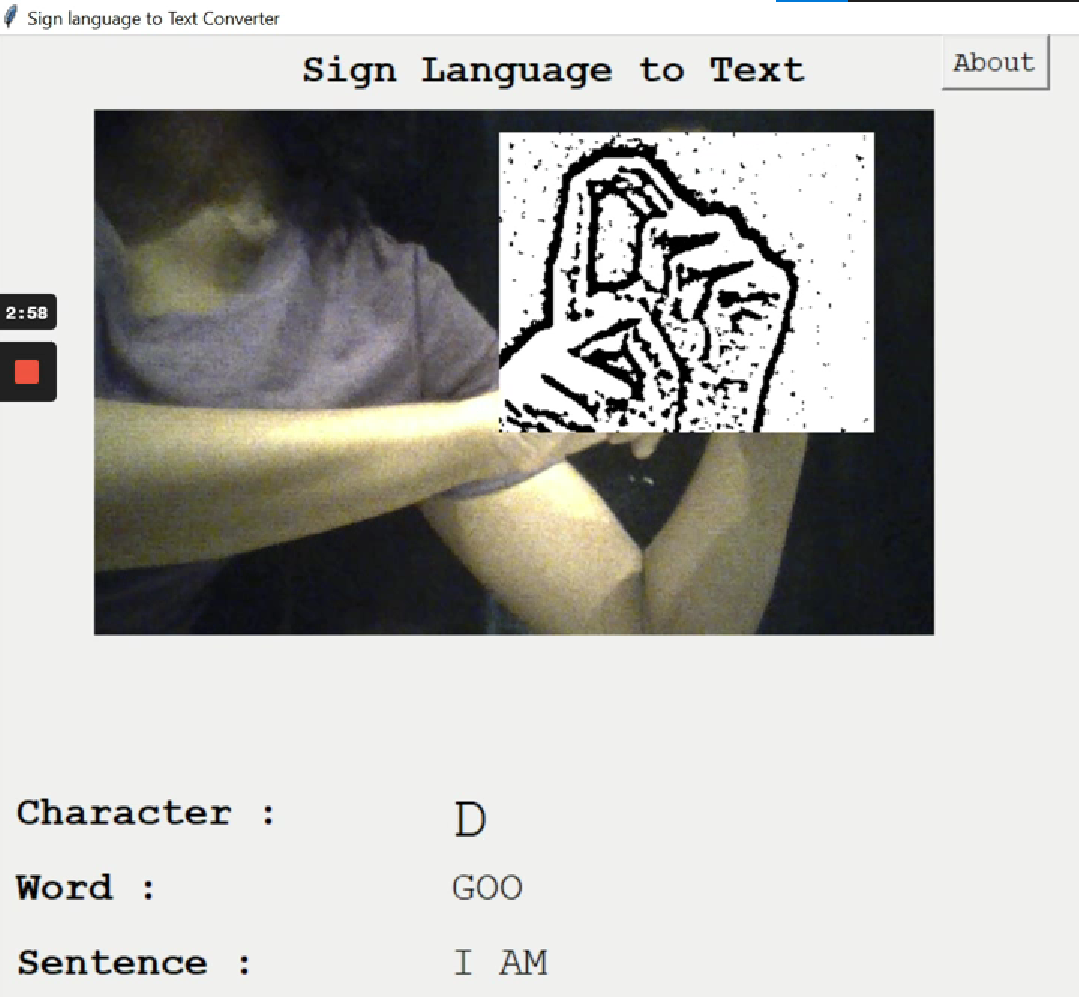 Sign language to Text Converter
Sign Language to Text
About
2:58
Character : D
Word : GOO
Sentence : I AM